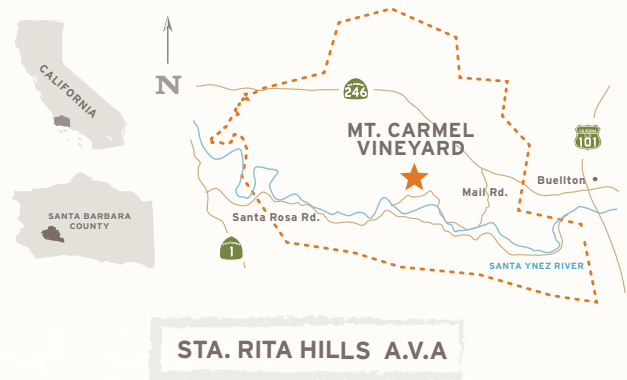 CALIFORNIA
N
246
MT. CARMEL
VINEYARD
101
Buellton
Mail Rd.
SANTA BARBARA
COUNTY
Santa Rosa Rd.
1
SANTA YNEZ RIVER
STA. RITA HILLS A.V.A